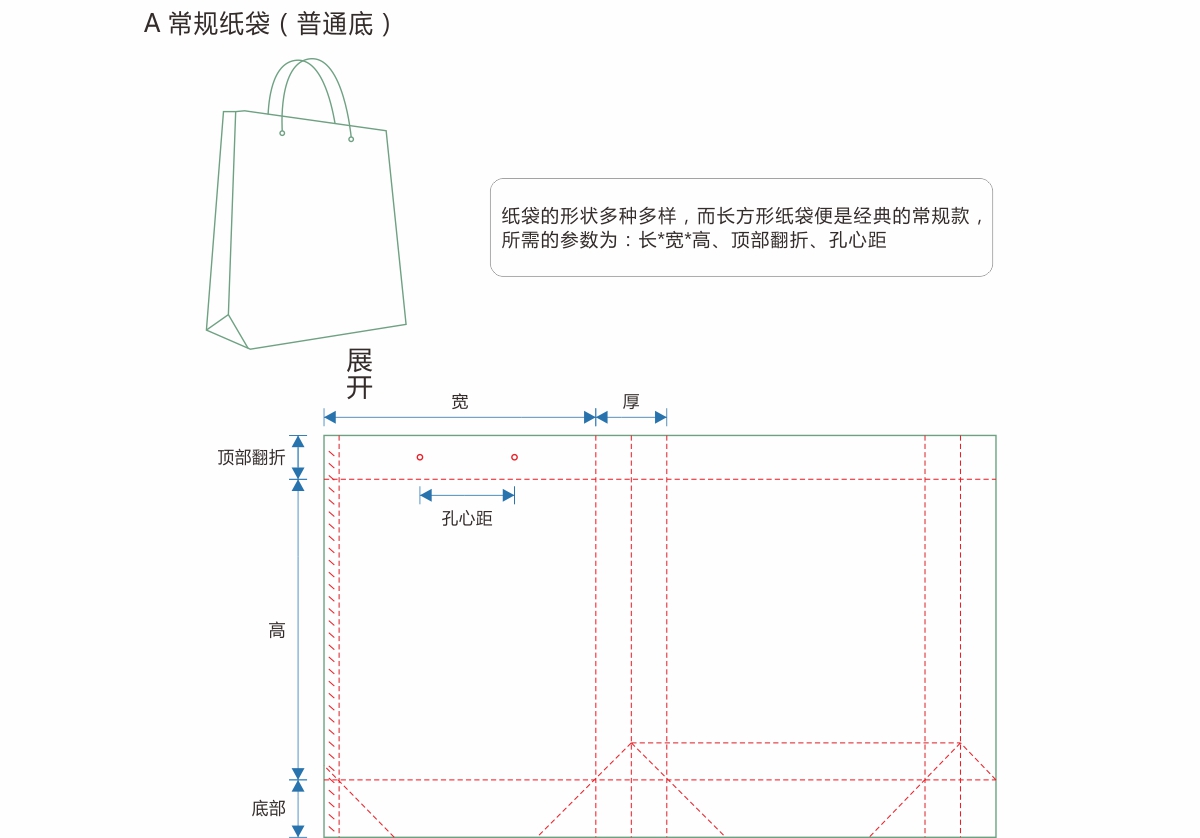 A 常规纸袋（普通底）
纸袋的形状多种多样，而长方形纸袋便是经典的常规款，
所需的参数为：长*宽*高、顶部翻折、孔心距
展
开
宽
厚
顶部翻折
孔心距
高
底部